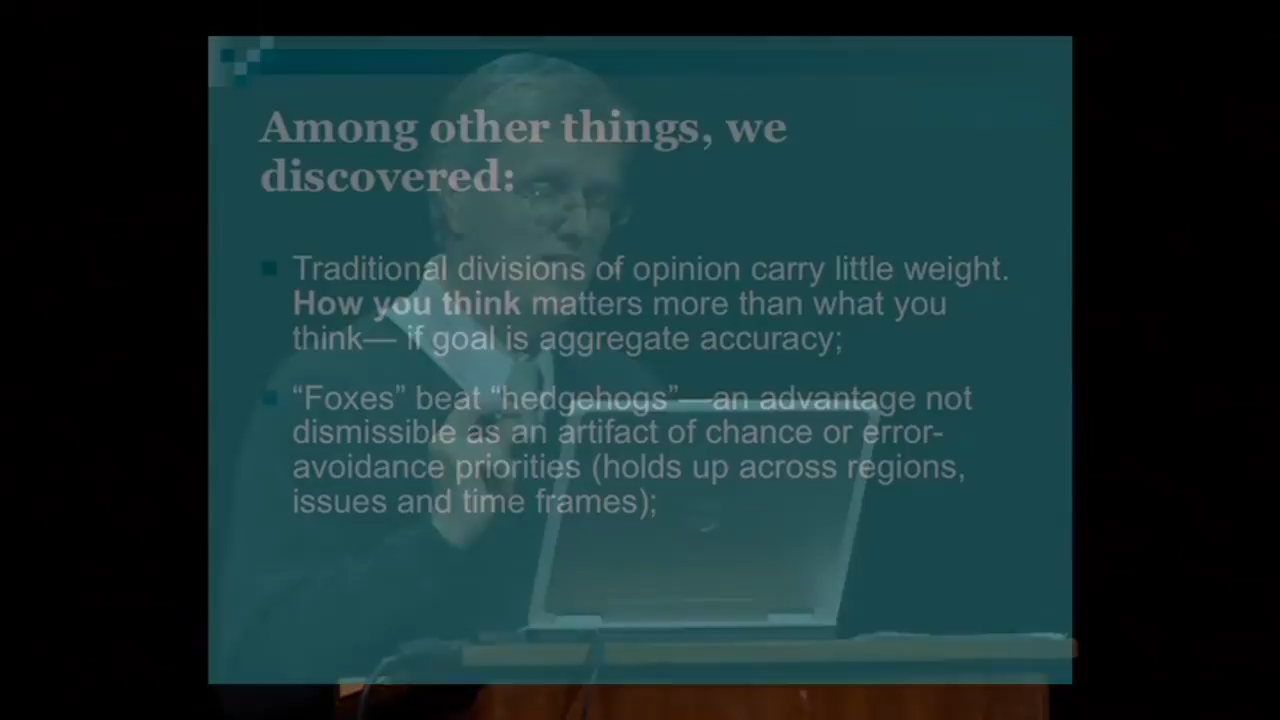 Among other things, we
discovered:
Traditional divisions of opinion carry little weight.
How you think matters more than what you
think— if goal is aggregate accuracy;
“Foxes” beat “hedgehogs”—an advantage not
dismissible as an artifact of chance or error-
avoidance priorities (holds up across regions,
issues and time frames);